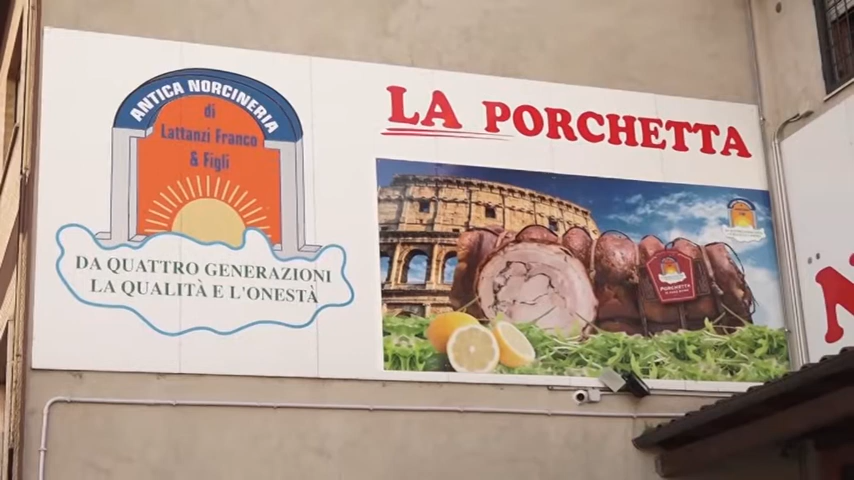 ANTICA NORCINERIA
di
Lattanzi Franco
& Figli
DA QUATTRO GENERAZIONI
LA QUALITÀ E L'ONESTÀ
LA PORCHETTA
PORCHETTA
N